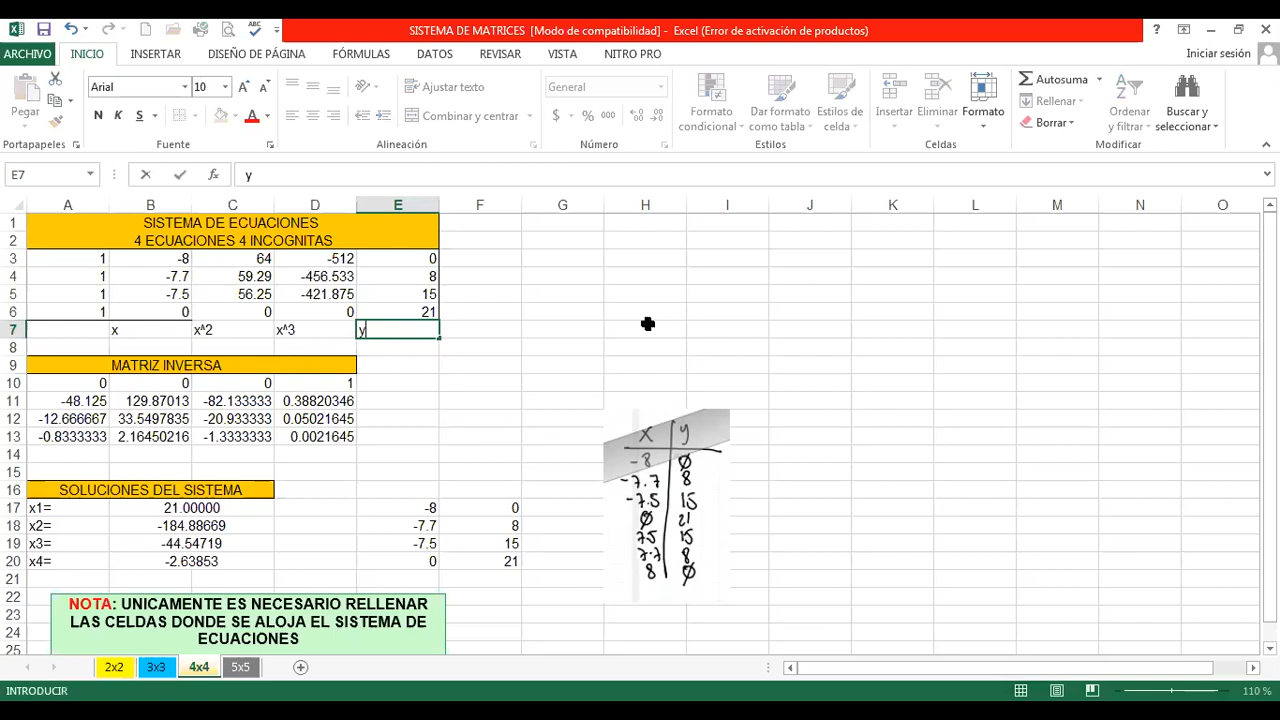 SISTEMA DE MATRICES [Modo de compatibilidad] - Excel (Error de activación de productos)
ARCHIVO INICIO INSERTAR DISEÑO DE PÁGINA FÓRMULAS DATOS REVISAR VISTA NITRO PRO Iniciar sesión
Arial 10 Ajustar texto General Autosuma
Pegar Rellenar
N K S Combinar y centrar $ % 000 Formato condicional Dar formato como tabla Estilos de celda Insertar Eliminar Formato Borrar Ordenar y filtrar Buscar y seleccionar
Portapapeles Fuente Alineación Número Estilos Celdas Modificar
E7 fx y
A B C D E F G H I J K L M N O
1 SISTEMA DE ECUACIONES
2 4 ECUACIONES 4 INCOGNITAS
3 1 -8 64 -512 0
4 1 -7.7 59.29 -456.533 8
5 1 -7.5 56.25 -421.875 15
6 1 0 0 0 21
7 x x^2 x^3 y
8
9 MATRIZ INVERSA
10 0 0 0 1
11 -48.125 129.87013 -82.133333 0.38820346
12 -12.666667 33.5497835 -20.933333 0.05021645
13 -0.8333333 2.16450216 -1.3333333 0.0021645
14
15
16 SOLUCIONES DEL SISTEMA
17 x1= 21.00000 -8 0
18 x2= -184.88669 -7.7 8
19 x3= -44.54719 -7.5 15
20 x4= -2.63853 0 21
21
22 NOTA: UNICAMENTE ES NECESARIO RELLENAR
23 LAS CELDAS DONDE SE ALOJA EL SISTEMA DE
24 ECUACIONES
25
x y
-8 0
-7.7 8
-7.5 15
0 21
7.5 15
7.7 8
8 0
2x2 3x3 4x4 5x5
INTRODUCIR 110 %